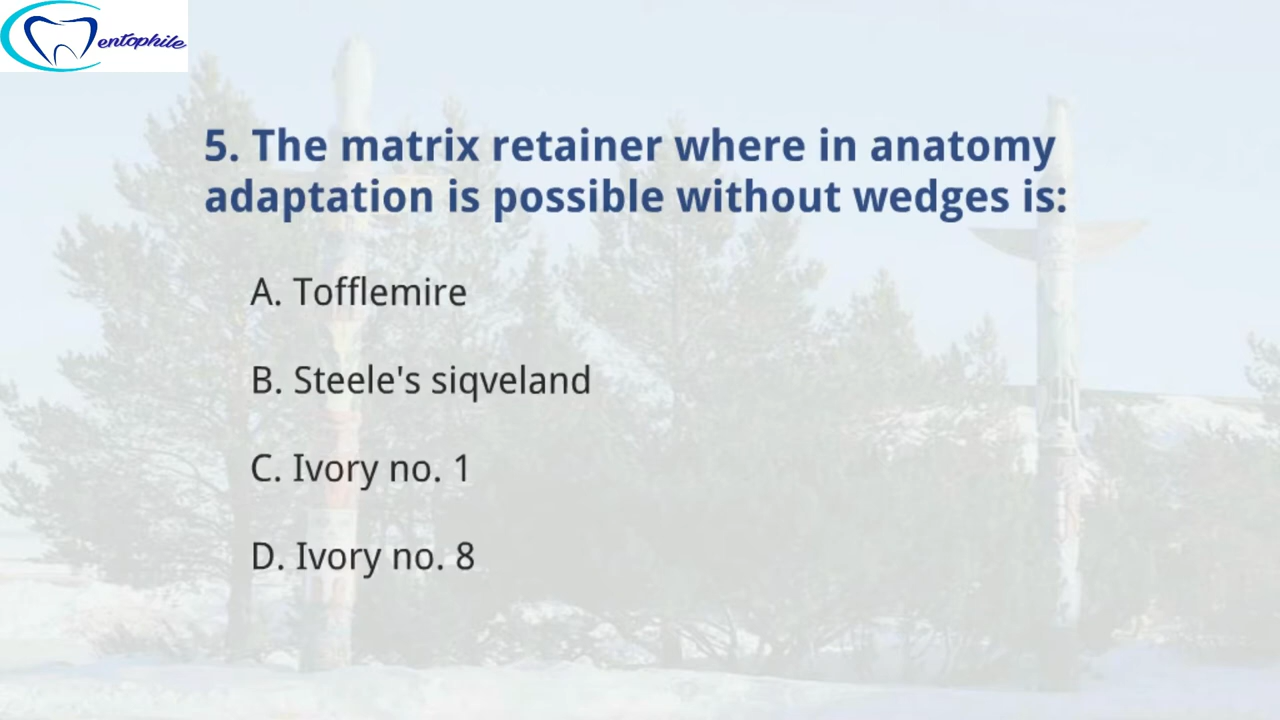 entophile
5. The matrix retainer where in anatomy
adaptation is possible without wedges is:
A. Tofflemire
B. Steele's siqveland
C. Ivory no. 1
D. Ivory no. 8